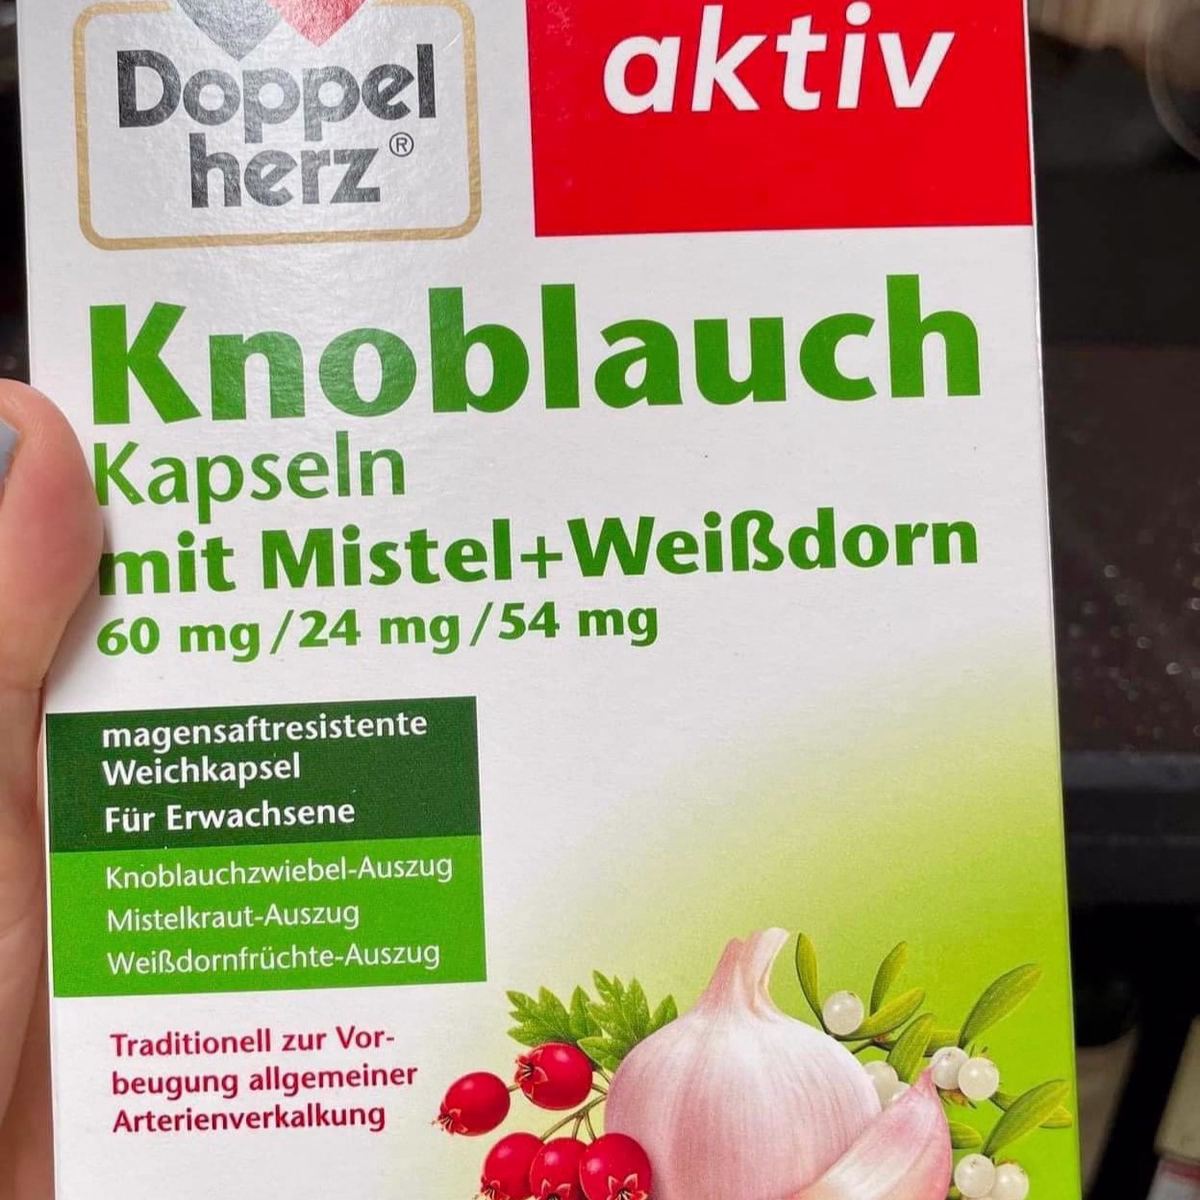 Doppel
herz®
aktiv
Knoblauch
Kapseln
mit Mistel+Weißdorn
60 mg/24 mg/54 mg
magensaftresistente
Weichkapsel
Für Erwachsene
Knoblauchzwiebel-Auszug
Mistelkraut-Auszug
Weißdornfrüchte-Auszug
Traditionell zur Vor-
beugung allgemeiner
Arterienverkalkung